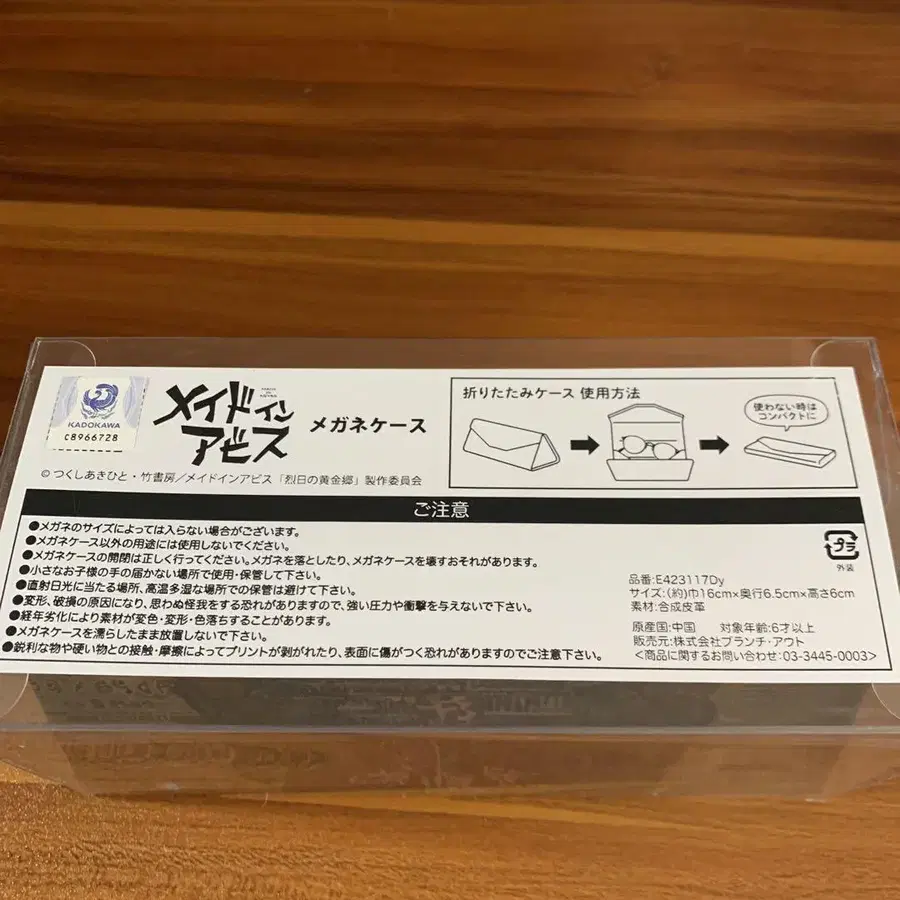 KADOKAWA
C8966728
メイドイン
アビス
メガネケース
©つくしあきひと・竹書房/メイドインアビス「烈日の黄金郷」製作委員会
折りたたみケース 使用方法
使わない時は
コンパクトに
ご注意
●メガネのサイズによっては入らない場合がございます。
●メガネケース以外の用途には使用しないでください。
●メガネケースの開閉は正しく行ってください。メガネを落としたり、メガネケースを壊すおそれがあります。
●小さなお子様の手の届かない場所で使用・保管して下さい。
●直射日光に当たる場所、高温多湿な場所での保管は避けて下さい。
●変形、破損の原因になり、思わぬ怪我をする恐れがありますので、強い圧力や衝撃を与えないで下さい。
●経年劣化により素材が変色・変形・色落ちすることがあります。
●メガネケースを濡らしたまま放置しないで下さい。
●鋭利な物や硬い物との接触・摩擦によってプリントが剥がれたり、表面に傷がつく恐れがありますのでご注意下さい。
プラ
外装
品番:E423117Dy
サイズ:(約)巾16cm×奥行6.5cm×高さ6cm
素材:合成皮革
原産国:中国 対象年齢:6才以上
販売元:株式会社ブランチ・アウト
<商品に関するお問い合わせ:03-3445-0003>